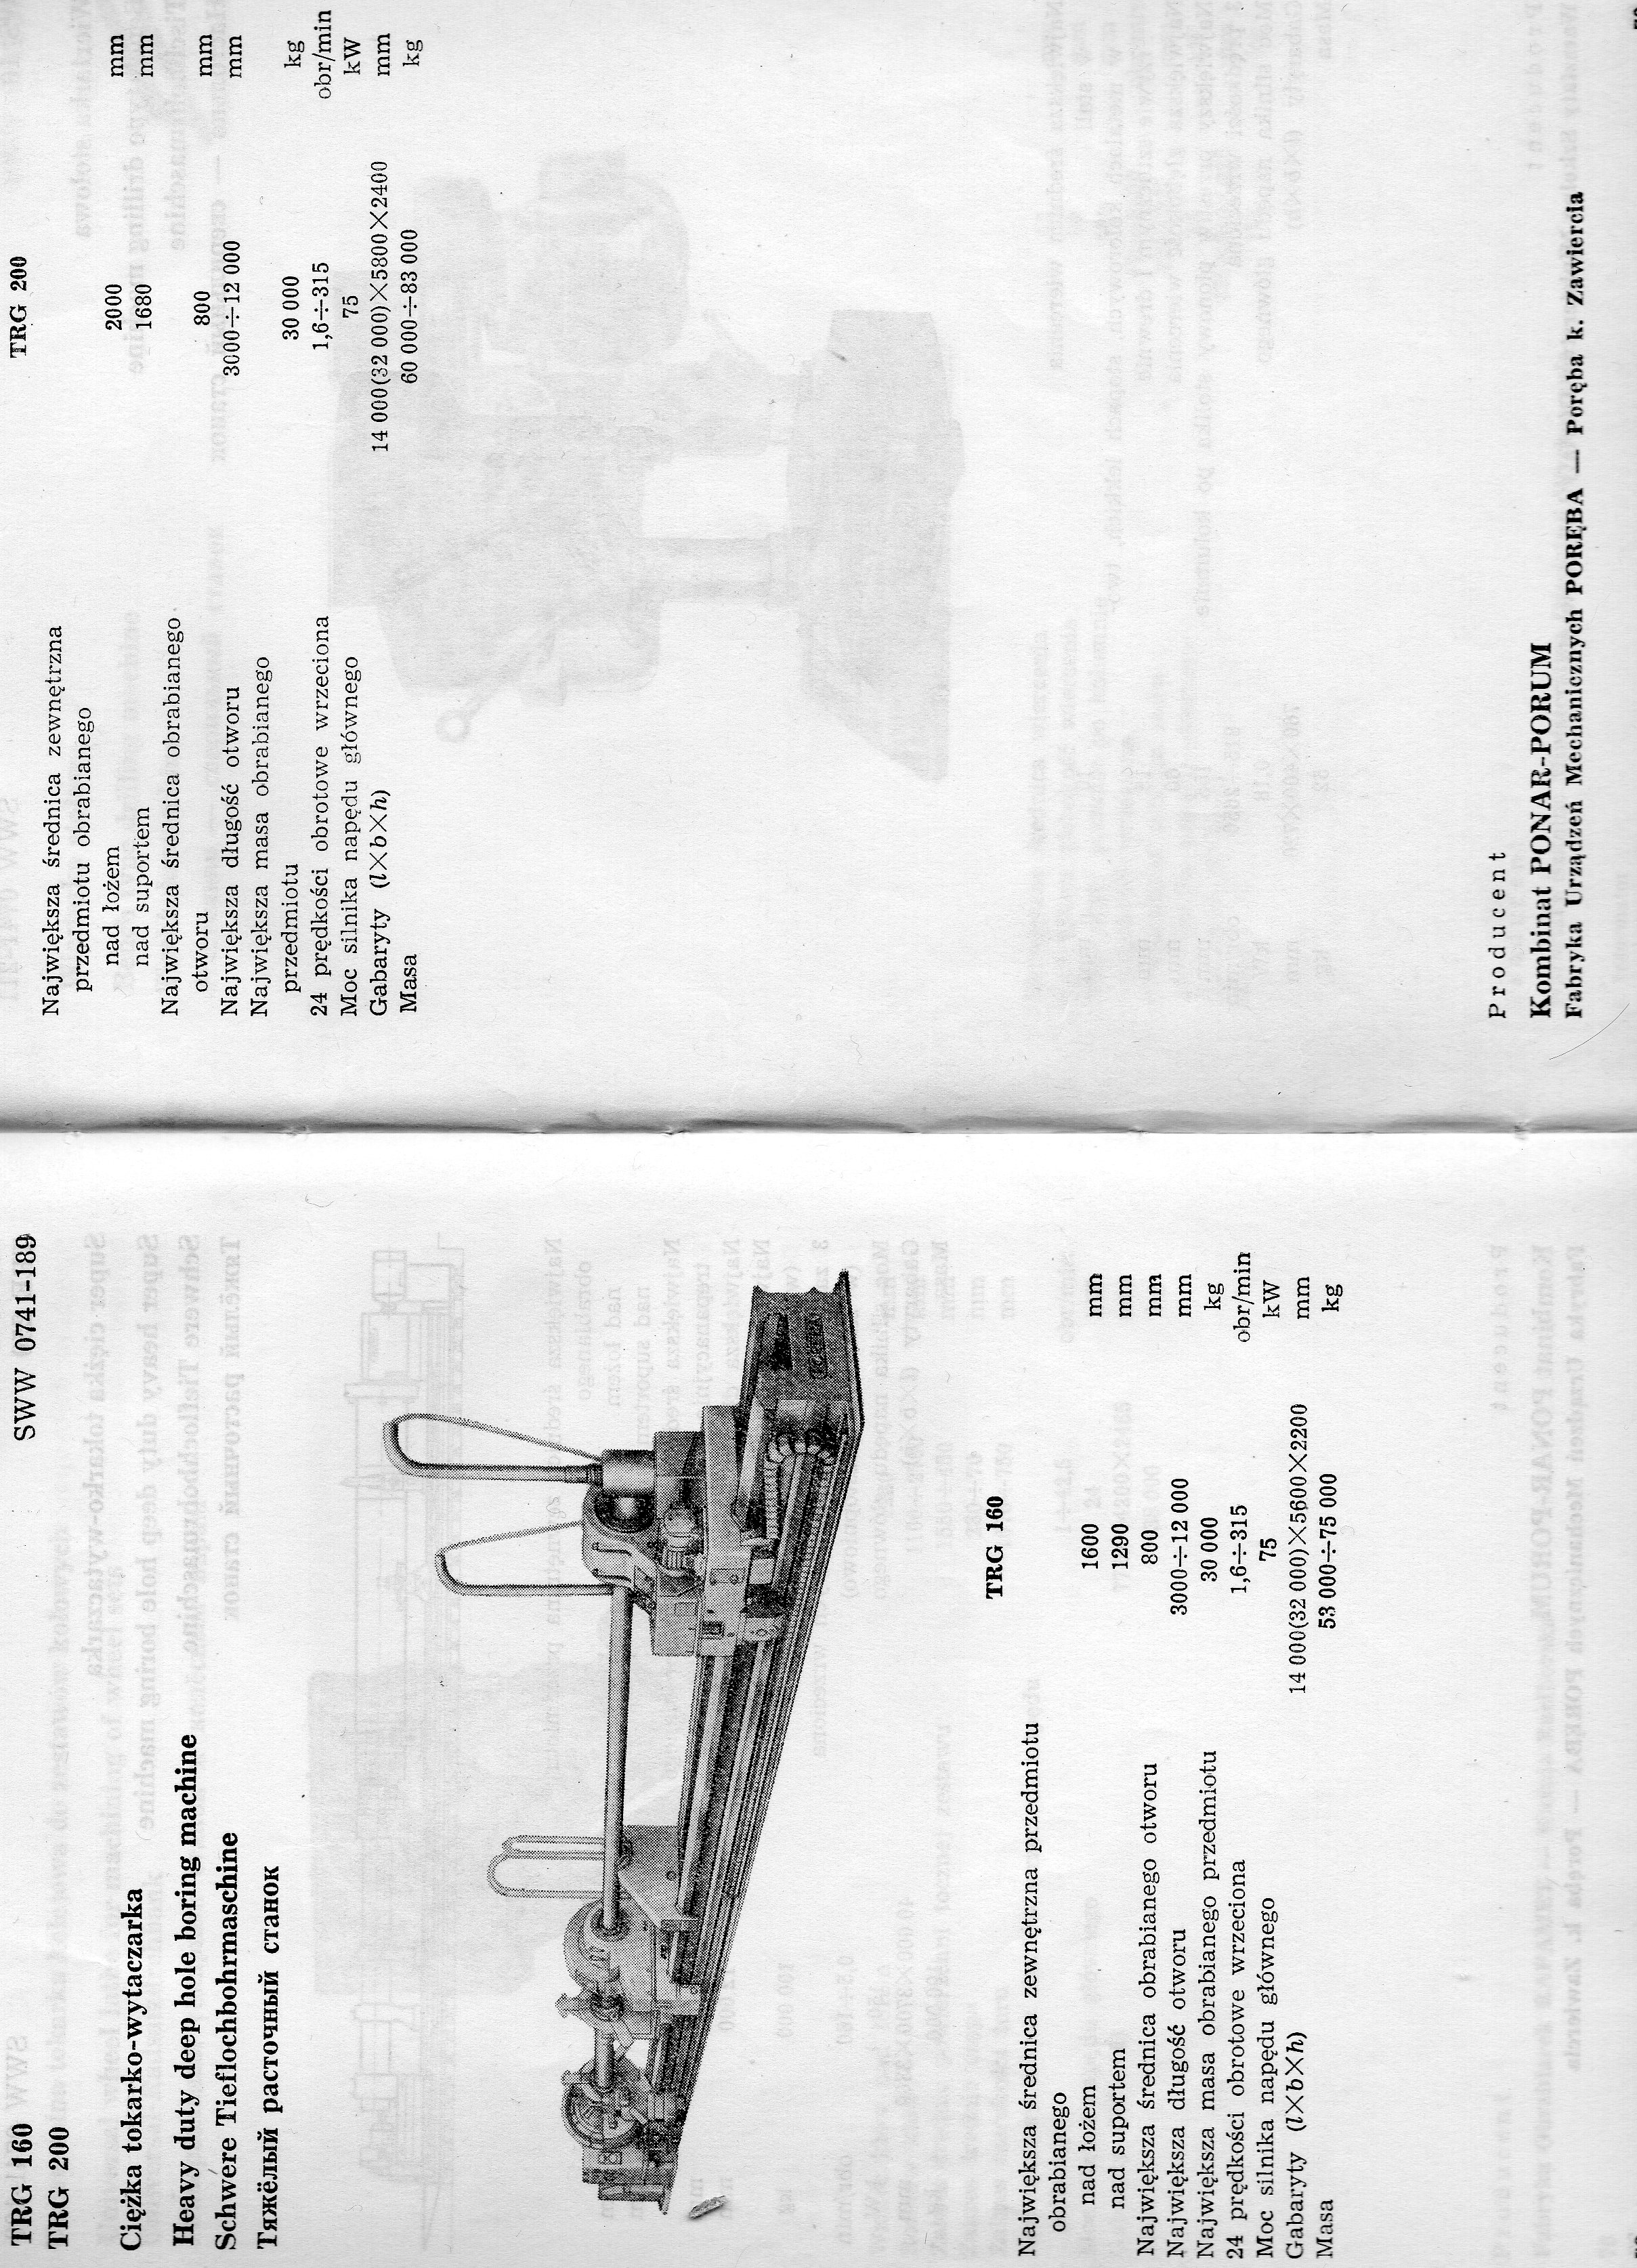 TRG 160
SWW 0741-189
TRG 200
Ciężka tokarko-wytaczarka
Heavy duty deep hole boring machine
Schwere Tieflochbohrmaschine
Тяжёлый расточный станок
TRG 160
Największa średnica zewnętrzna przedmiotu
obrabianego
nad łożem 1600 mm
nad suportem 1290 mm
Największa średnica obrabianego otworu 800 mm
Największa długość otworu 3000÷12 000 mm
Największa masa obrabianego przedmiotu 30 000 kg
24 prędkości obrotowe wrzeciona 1,6÷315 obr/min
Moc silnika napędu głównego 75 kW
Gabaryty (l×b×h) 14 000(32 000)×5600×2200 mm
Masa 53 000÷75 000 kg
TRG 200
Największa średnica zewnętrzna
przedmiotu obrabianego
nad łożem 2000 mm
nad suportem 1680 mm
Największa średnica obrabianego
otworu 800 mm
Największa długość otworu 3000÷12 000 mm
Największa masa obrabianego
przedmiotu 30 000 kg
24 prędkości obrotowe wrzeciona 1,6÷315 obr/min
Moc silnika napędu głównego 75 kW
Gabaryty (l×b×h) 14 000(32 000)×5800×2400 mm
Masa 60 000÷83 000 kg
Producent
Kombinat PONAR-PORUM
Fabryka Urządzeń Mechanicznych PORĘBA — Poręba k. Zawiercia